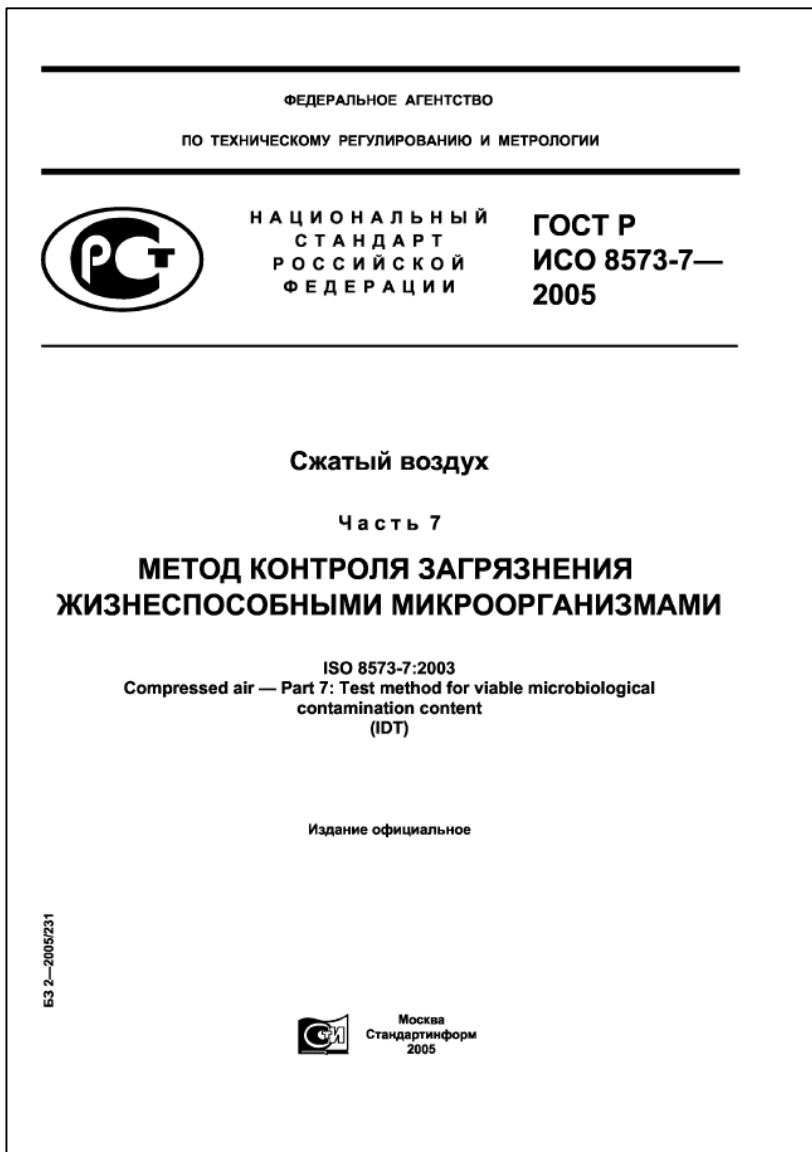 ФЕДЕРАЛЬНОЕ АГЕНТСТВО
ПО ТЕХНИЧЕСКОМУ РЕГУЛИРОВАНИЮ И МЕТРОЛОГИИ
РСТ
НАЦИОНАЛЬНЫЙ
СТАНДАРТ
РОССИЙСКОЙ
ФЕДЕРАЦИИ
ГОСТ Р
ИСО 8573-7—
2005
Сжатый воздух
Часть 7
МЕТОД КОНТРОЛЯ ЗАГРЯЗНЕНИЯ
ЖИЗНЕСПОСОБНЫМИ МИКРООРГАНИЗМАМИ
ISO 8573-7:2003
Compressed air — Part 7: Test method for viable microbiological
contamination content
(IDT)
Издание официальное
БЗ 2—2005/231
СТИ
Москва
Стандартинформ
2005